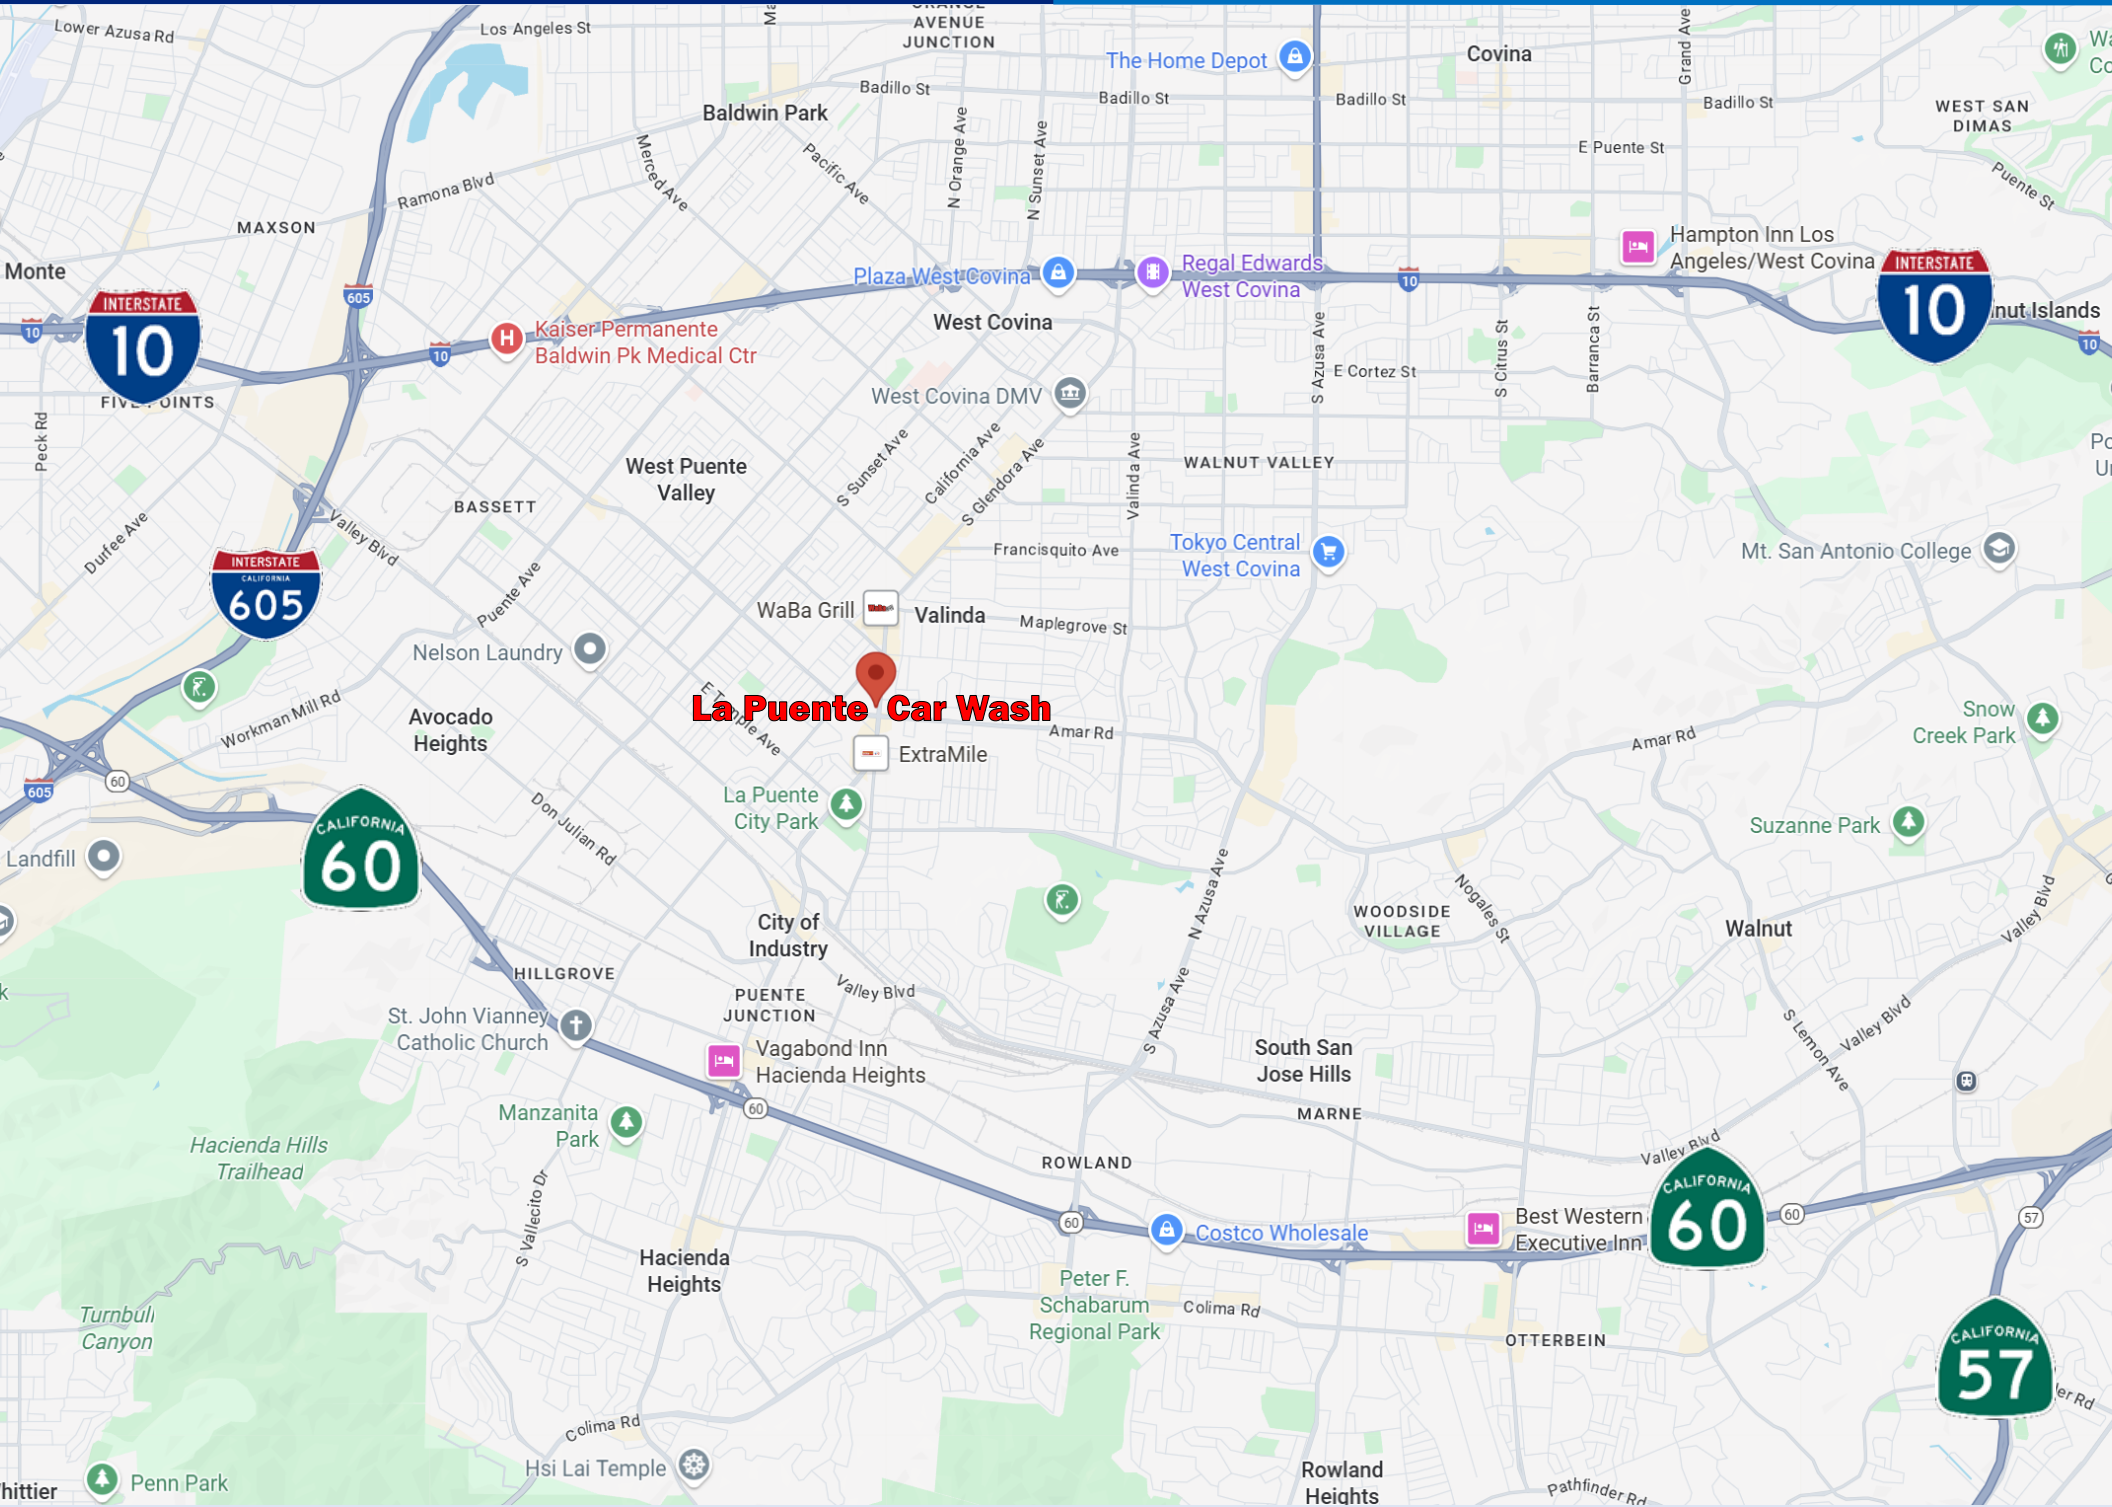 Lower Azusa Rd
Los Angeles St
AVENUE
JUNCTION
The Home Depot
Covina
Grand Ave
WEST SAN
DIMAS
Badillo St
Badillo St
Badillo St
Badillo St
Baldwin Park
E Puente St
Puente St
Merced Ave
Pacific Ave
N Orange Ave
N Sunset Ave
Ramona Blvd
MAXSON
Monte
INTERSTATE
10
10
605
10
Kaiser Permanente
Baldwin Pk Medical Ctr
Plaza West Covina
Regal Edwards
West Covina
10
Hampton Inn Los
Angeles/West Covina
INTERSTATE
10
nut Islands
10
West Covina
FIVE POINTS
Peck Rd
West Covina DMV
S Azusa Ave
E Cortez St
S Citrus St
Barranca St
West Puente
Valley
S Sunset Ave
California Ave
S Glendora Ave
Valinda Ave
WALNUT VALLEY
BASSETT
Valley Blvd
Durfee Ave
Puente Ave
Francisquito Ave
Tokyo Central
West Covina
Mt. San Antonio College
INTERSTATE
CALIFORNIA
605
WaBa Grill
Valinda
Maplegrove St
Nelson Laundry
E Temple Ave
La Puente Car Wash
Workman Mill Rd
Avocado
Heights
Amar Rd
Amar Rd
Snow
Creek Park
ExtraMile
60
605
La Puente
City Park
Don Julian Rd
CALIFORNIA
60
Landfill
Suzanne Park
N Azusa Ave
Nogales St
WOODSIDE
VILLAGE
Walnut
Valley Blvd
City of
Industry
HILLGROVE
PUENTE
JUNCTION
Valley Blvd
St. John Vianney
Catholic Church
Vagabond Inn
Hacienda Heights
S Azusa Ave
South San
Jose Hills
S Lemon Ave
Valley Blvd
60
MARNE
Manzanita
Park
Hacienda Hills
Trailhead
ROWLAND
Valley Blvd
S Vallecito Dr
60
Costco Wholesale
Best Western
Executive Inn
CALIFORNIA
60
60
57
Hacienda
Heights
Turnbull
Canyon
Peter F.
Schabarum
Regional Park
Colima Rd
OTTERBEIN
CALIFORNIA
57
Colima Rd
Hsi Lai Temple
Penn Park
hittier
Rowland
Heights
Pathfinder Rd